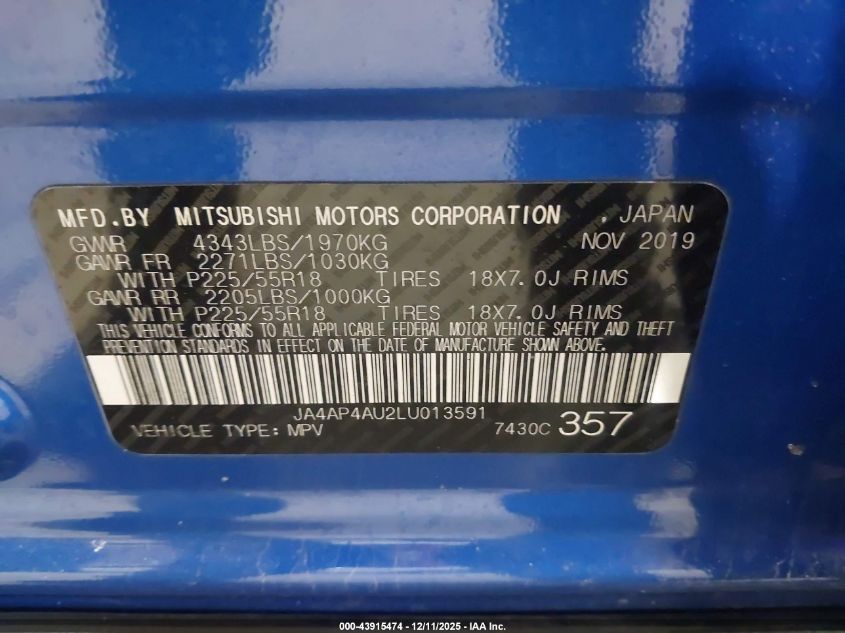 MFD.BY MITSUBISHI MOTORS CORPORATION , JAPAN
GVWR 4343LBS/1970KG NOV 2019
GAWR FR 2271LBS/1030KG
WITH P225/55R18 TIRES 18X7.0J RIMS
GAWR RR 2205LBS/1000KG
WITH P225/55R18 TIRES 18X7.0J RIMS
THIS VEHICLE CONFORMS TO ALL APPLICABLE FEDERAL MOTOR VEHICLE SAFETY AND THEFT
PREVENTION STANDARDS IN EFFECT ON THE DATE OF MANUFACTURE SHOWN ABOVE.
JA4AP4AU2LU013591
VEHICLE TYPE: MPV 7430C 357
000-43915474 - 12/11/2025 - IAA Inc.